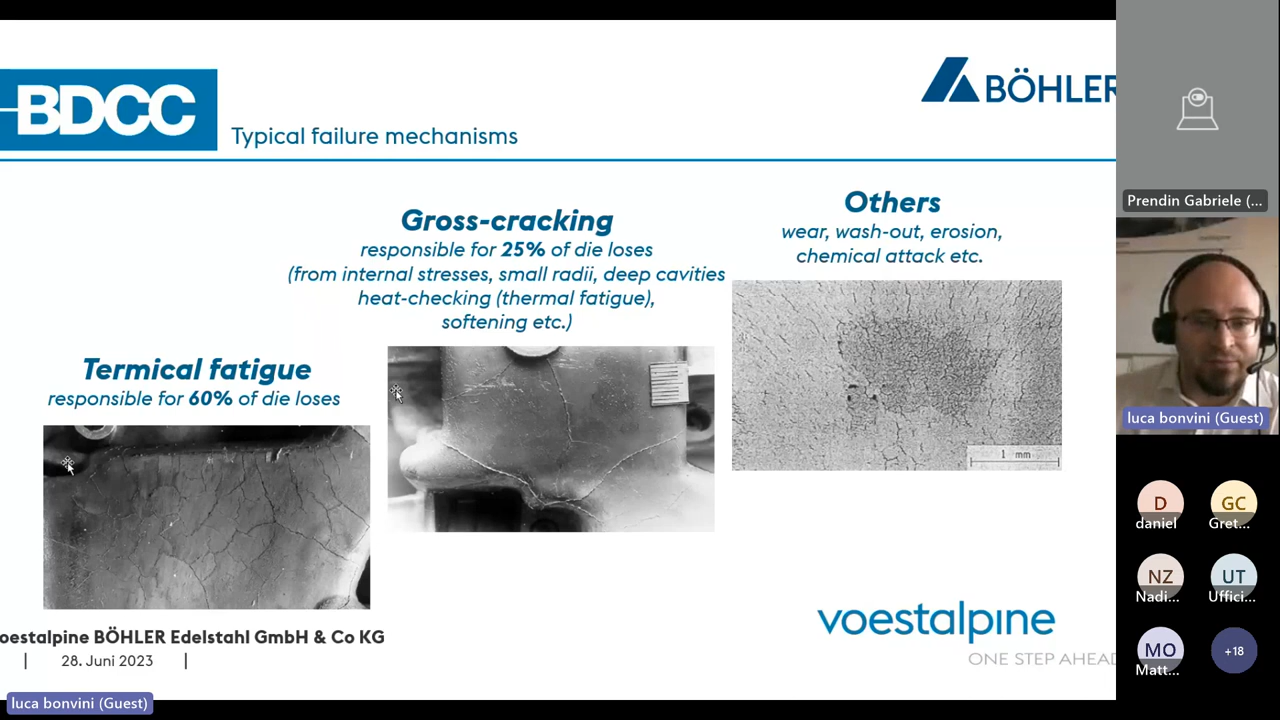 BDCC
BÖHLER
Typical failure mechanisms
Gross-cracking
responsible for 25% of die loses
(from internal stresses, small radii, deep cavities
heat-checking (thermal fatigue),
softening etc.)
Others
wear, wash-out, erosion,
chemical attack etc.
Termical fatigue
responsible for 60% of die loses
1 mm
oestalpine BÖHLER Edelstahl GmbH & Co KG
| 28. Juni 2023 |
voestalpine
ONE STEP AHEAD
luca bonvini (Guest)
Prendin Gabriele (...
luca bonvini (Guest)
D
daniel
GC
Gret...
NZ
Nadi...
UT
Uffici...
MO
Matt...
+18